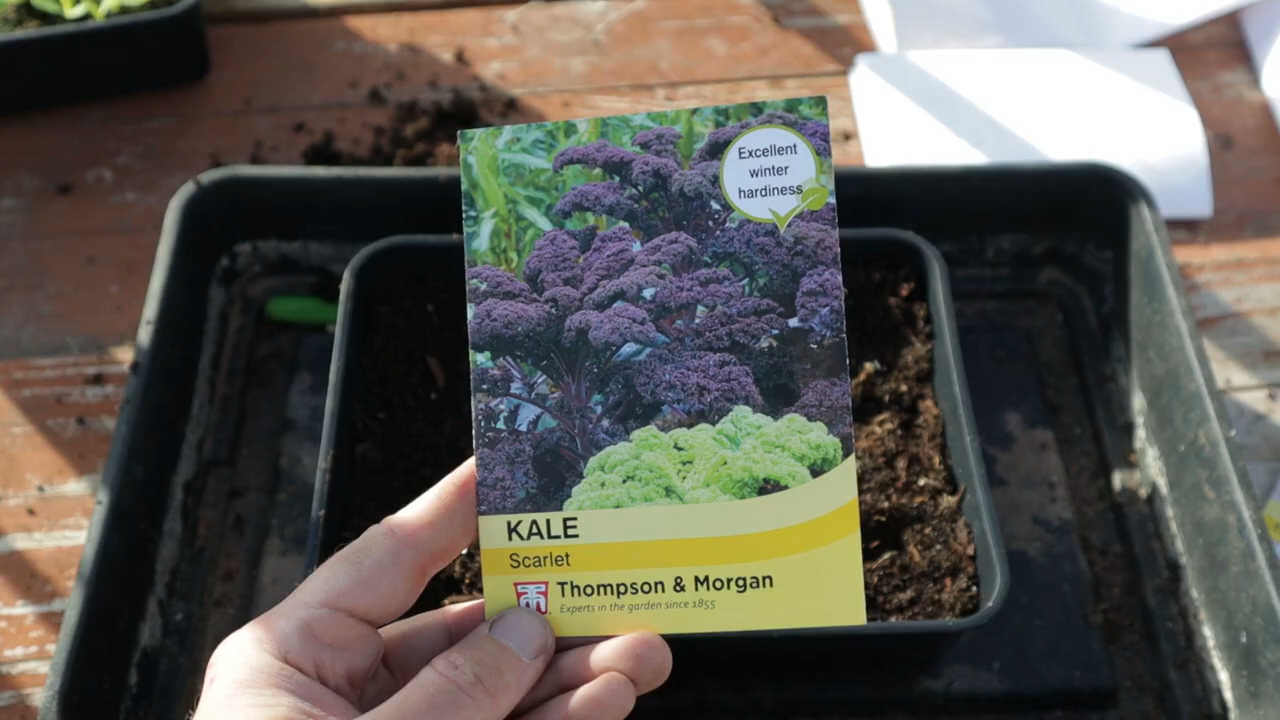 Excellent
winter
hardiness
KALE
Scarlet
Thompson & Morgan
Experts in the garden since 1855